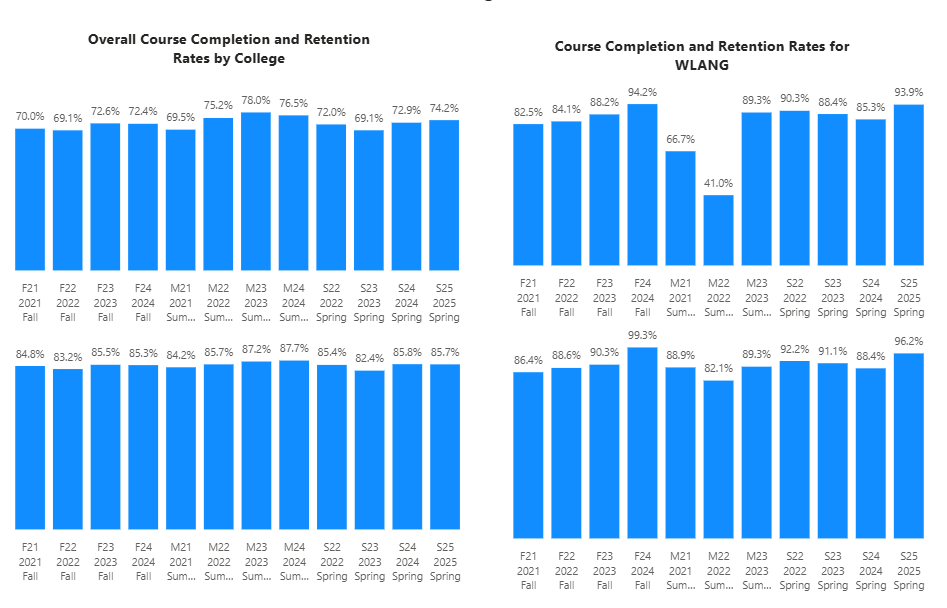 Overall Course Completion and Retention
Rates by College
70.0% 69.1% 72.6% 72.4% 69.5% 75.2% 78.0% 76.5% 72.0% 69.1% 72.9% 74.2%
F21 F22 F23 F24 M21 M22 M23 M24 S22 S23 S24 S25
2021 2022 2023 2024 2021 2022 2023 2024 2022 2023 2024 2025
Fall Fall Fall Fall Sum... Sum... Sum... Sum... Spring Spring Spring Spring
84.8% 83.2% 85.5% 85.3% 84.2% 85.7% 87.2% 87.7% 85.4% 82.4% 85.8% 85.7%
F21 F22 F23 F24 M21 M22 M23 M24 S22 S23 S24 S25
2021 2022 2023 2024 2021 2022 2023 2024 2022 2023 2024 2025
Fall Fall Fall Fall Sum... Sum... Sum... Sum... Spring Spring Spring Spring
Course Completion and Retention Rates for
WLANG
82.5% 84.1% 88.2% 94.2% 66.7% 41.0% 89.3% 90.3% 88.4% 85.3% 93.9%
F21 F22 F23 F24 M21 M22 M23 S22 S23 S24 S25
2021 2022 2023 2024 2021 2022 2023 2022 2023 2024 2025
Fall Fall Fall Fall Sum... Sum... Sum... Spring Spring Spring Spring
86.4% 88.6% 90.3% 99.3% 88.9% 82.1% 89.3% 92.2% 91.1% 88.4% 96.2%
F21 F22 F23 F24 M21 M22 M23 S22 S23 S24 S25
2021 2022 2023 2024 2021 2022 2023 2022 2023 2024 2025
Fall Fall Fall Fall Sum... Sum... Sum... Spring Spring Spring Spring